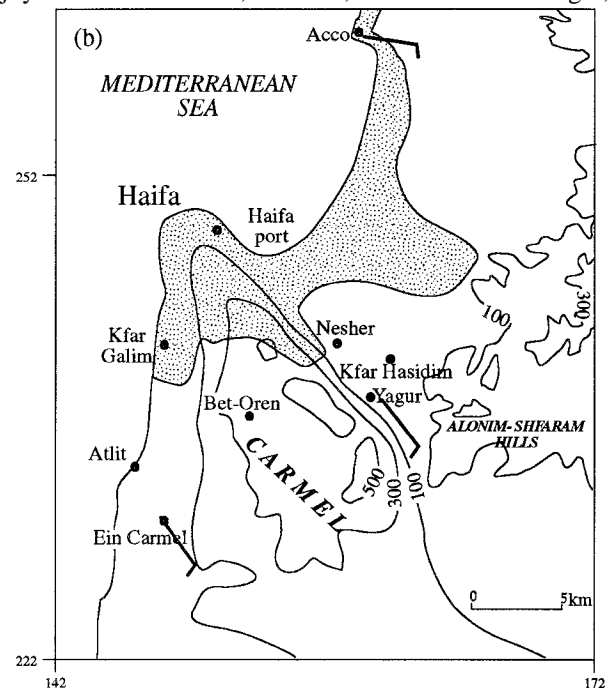 (b)
Acco
MEDITERRANEAN
SEA
252
Haifa
Haifa
port
100
300
Kfar
Galim
Nesher
Kfar Hasidim
Yagur
Bet-Oren
ALONIM-SHFARAM
HILLS
Atlit
CARMEL
500
300
100
Ein Carmel
0
5km
222
142
172